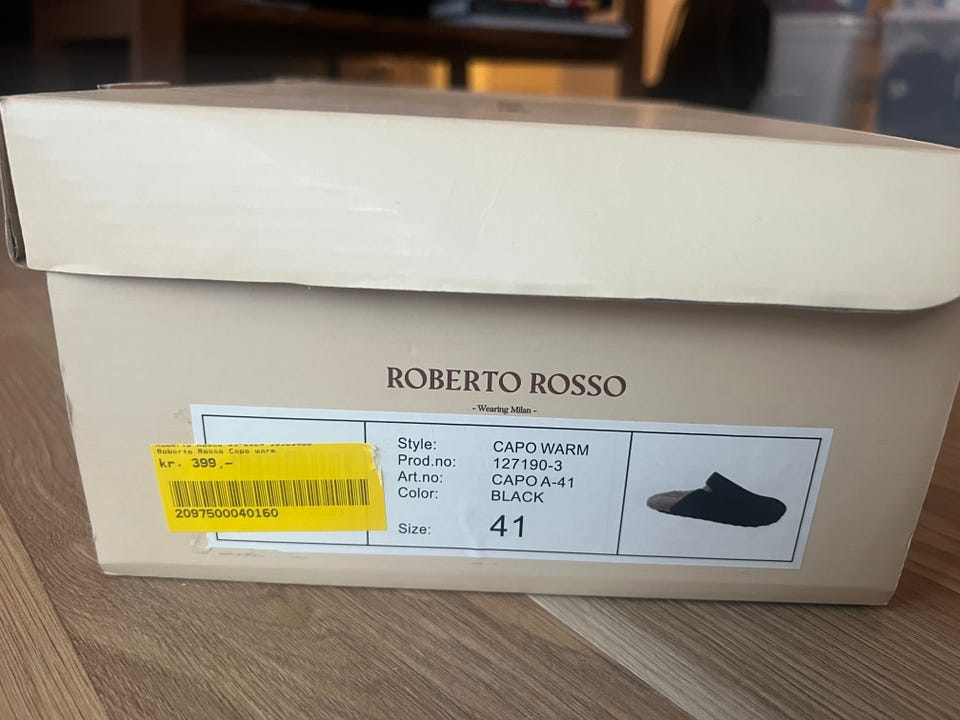 ROBERTO ROSSO
- Wearing Milan -
Roberto Rosso Capo warm
kr. 399,-
2097500040160
Style: CAPO WARM
Prod.no: 127190-3
Art.no: CAPO A-41
Color: BLACK
Size: 41